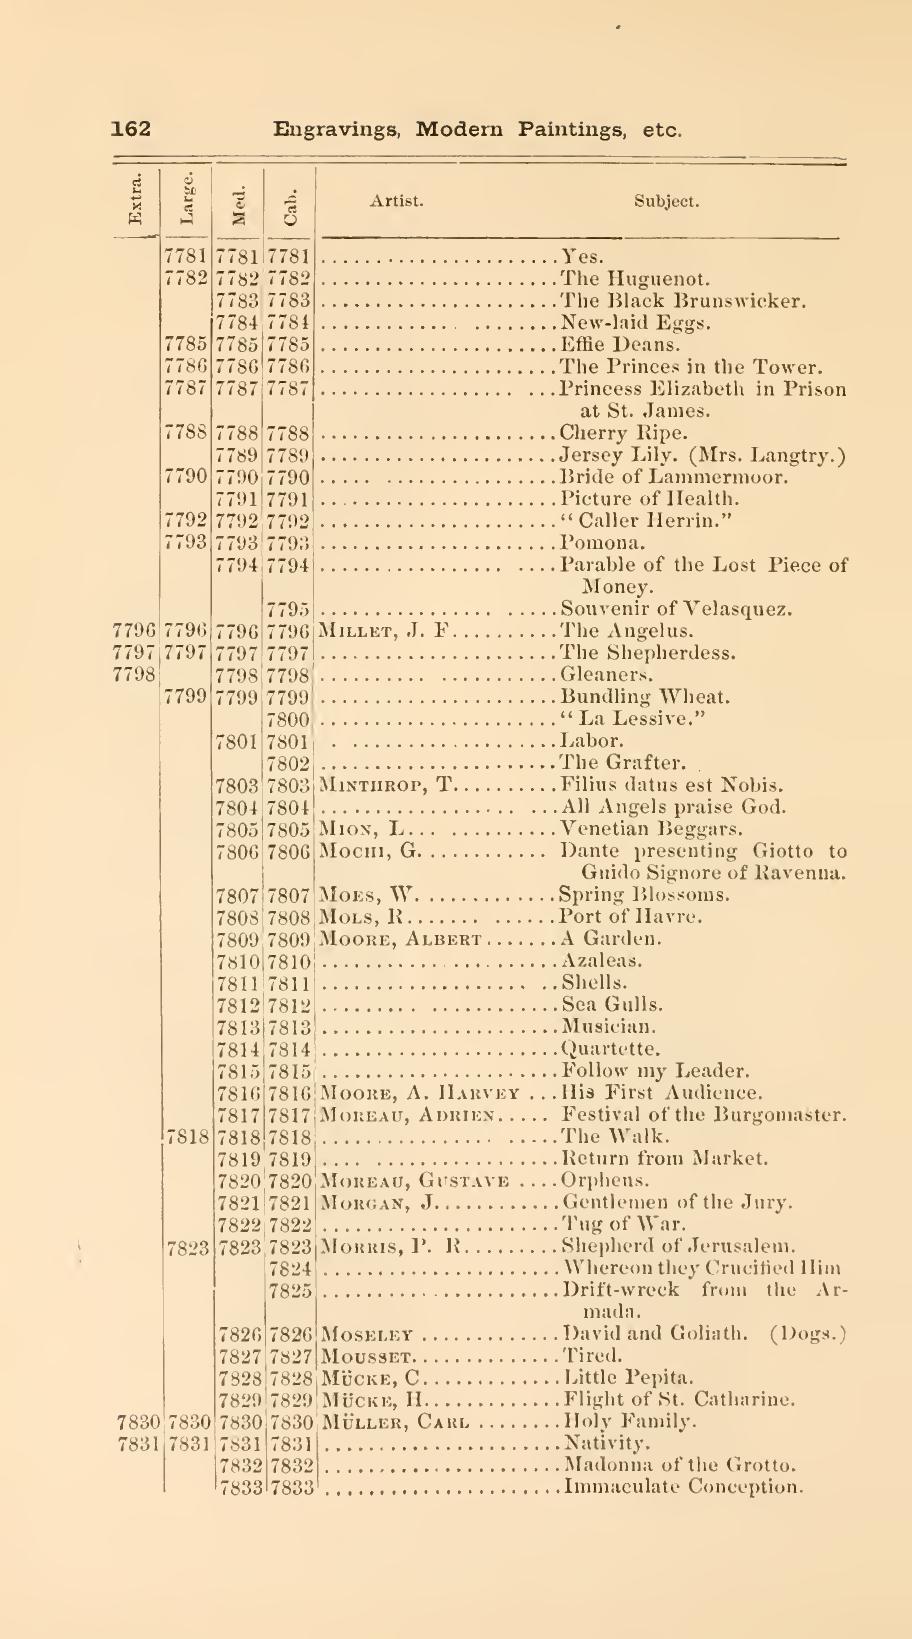 162 Engravings, Modern Paintings, etc.
Extra. Large. Med. Cab. Artist. Subject.
7781 7781 7781 ...................... Yes.
7782 7782 7782 ...................... The Huguenot.
7783 7783 ...................... The Black Brunswicker.
7784 7784 ...................... New-laid Eggs.
7785 7785 7785 ...................... Effie Deans.
7786 7786 7786 ...................... The Princes in the Tower.
7787 7787 7787 ...................... Princess Elizabeth in Prison
at St. James.
7788 7788 7788 ...................... Cherry Ripe.
7789 7789 ...................... Jersey Lily. (Mrs. Langtry.)
7790 7790 7790 ...................... Bride of Lammermoor.
7791 7791 ...................... Picture of Health.
7792 7792 7792 ...................... "Caller Herrin."
7793 7793 7793 ...................... Pomona.
7794 7794 ...................... Parable of the Lost Piece of
Money.
7795 ...................... Souvenir of Velasquez.
7796 7796 7796 7796 MILLET, J. F.......... The Angelus.
7797 7797 7797 7797 ...................... The Shepherdess.
7798 7798 7798 ...................... Gleaners.
7799 7799 7799 ...................... Bundling Wheat.
7800 ...................... "La Lessive."
7801 7801 ...................... Labor.
7802 ...................... The Grafter.
7803 7803 MINTHROP, T.......... Filius datus est Nobis.
7804 7804 ...................... All Angels praise God.
7805 7805 MION, L............. Venetian Beggars.
7806 7806 MOCHI, G............ Dante presenting Giotto to
Guido Signore of Ravenna.
7807 7807 MOES, W............. Spring Blossoms.
7808 7808 MOLS, R............. Port of Havre.
7809 7809 MOORE, ALBERT....... A Garden.
7810 7810 ...................... Azaleas.
7811 7811 ...................... Shells.
7812 7812 ...................... Sea Gulls.
7813 7813 ...................... Musician.
7814 7814 ...................... Quartette.
7815 7815 ...................... Follow my Leader.
7816 7816 MOORE, A. HARVEY ... His First Audience.
7817 7817 MOREAU, ADRIEN..... Festival of the Burgomaster.
7818 7818 7818 ...................... The Walk.
7819 7819 ...................... Return from Market.
7820 7820 MOREAU, GUSTAVE .... Orpheus.
7821 7821 MORGAN, J........... Gentlemen of the Jury.
7822 7822 ...................... Tug of War.
7823 7823 7823 MORRIS, P. R......... Shepherd of Jerusalem.
7824 ...................... Whereon they Crucified Him
7825 ...................... Drift-wreck from the Ar-
mada.
7826 7826 MOSELEY ............. David and Goliath. (Dogs.)
7827 7827 MOUSSET.............. Tired.
7828 7828 MÜCKE, C............. Little Pepita.
7829 7829 MÜCKE, H............. Flight of St. Catharine.
7830 7830 7830 7830 MÜLLER, CARL ........ Holy Family.
7831 7831 7831 7831 ...................... Nativity.
7832 7832 ...................... Madonna of the Grotto.
7833 7833 ...................... Immaculate Conception.